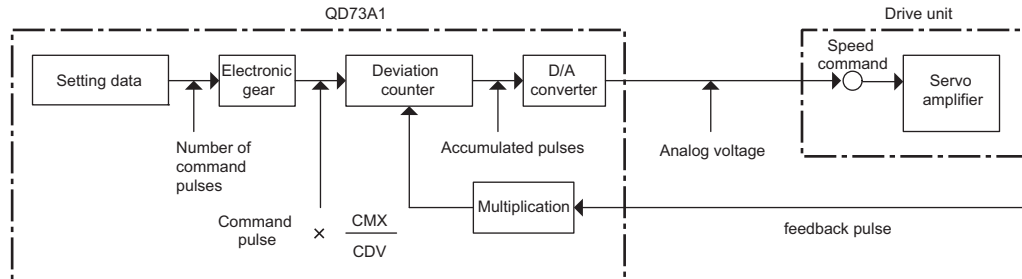 QD73A1
Drive unit
Setting data
Electronic
gear
Deviation
counter
D/A
converter
Speed
command
Servo
amplifier
Number of
command
pulses
Accumulated pulses
Analog voltage
Command
pulse
×
CMX
CDV
Multiplication
feedback pulse